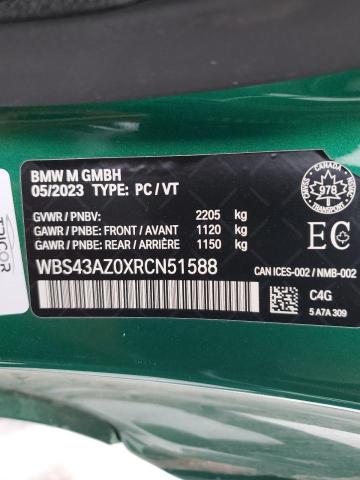 BMW M GMBH
05/2023 TYPE: PC / VT
GVWR / PNBV: 2205 kg
GAWR / PNBE: FRONT / AVANT 1120 kg
GAWR / PNBE: REAR / ARRIÈRE 1150 kg
WBS43AZ0XRCN51588
CANADA
978
EC
CAN ICES-002 / NMB-002
C4G
5 A7A 309